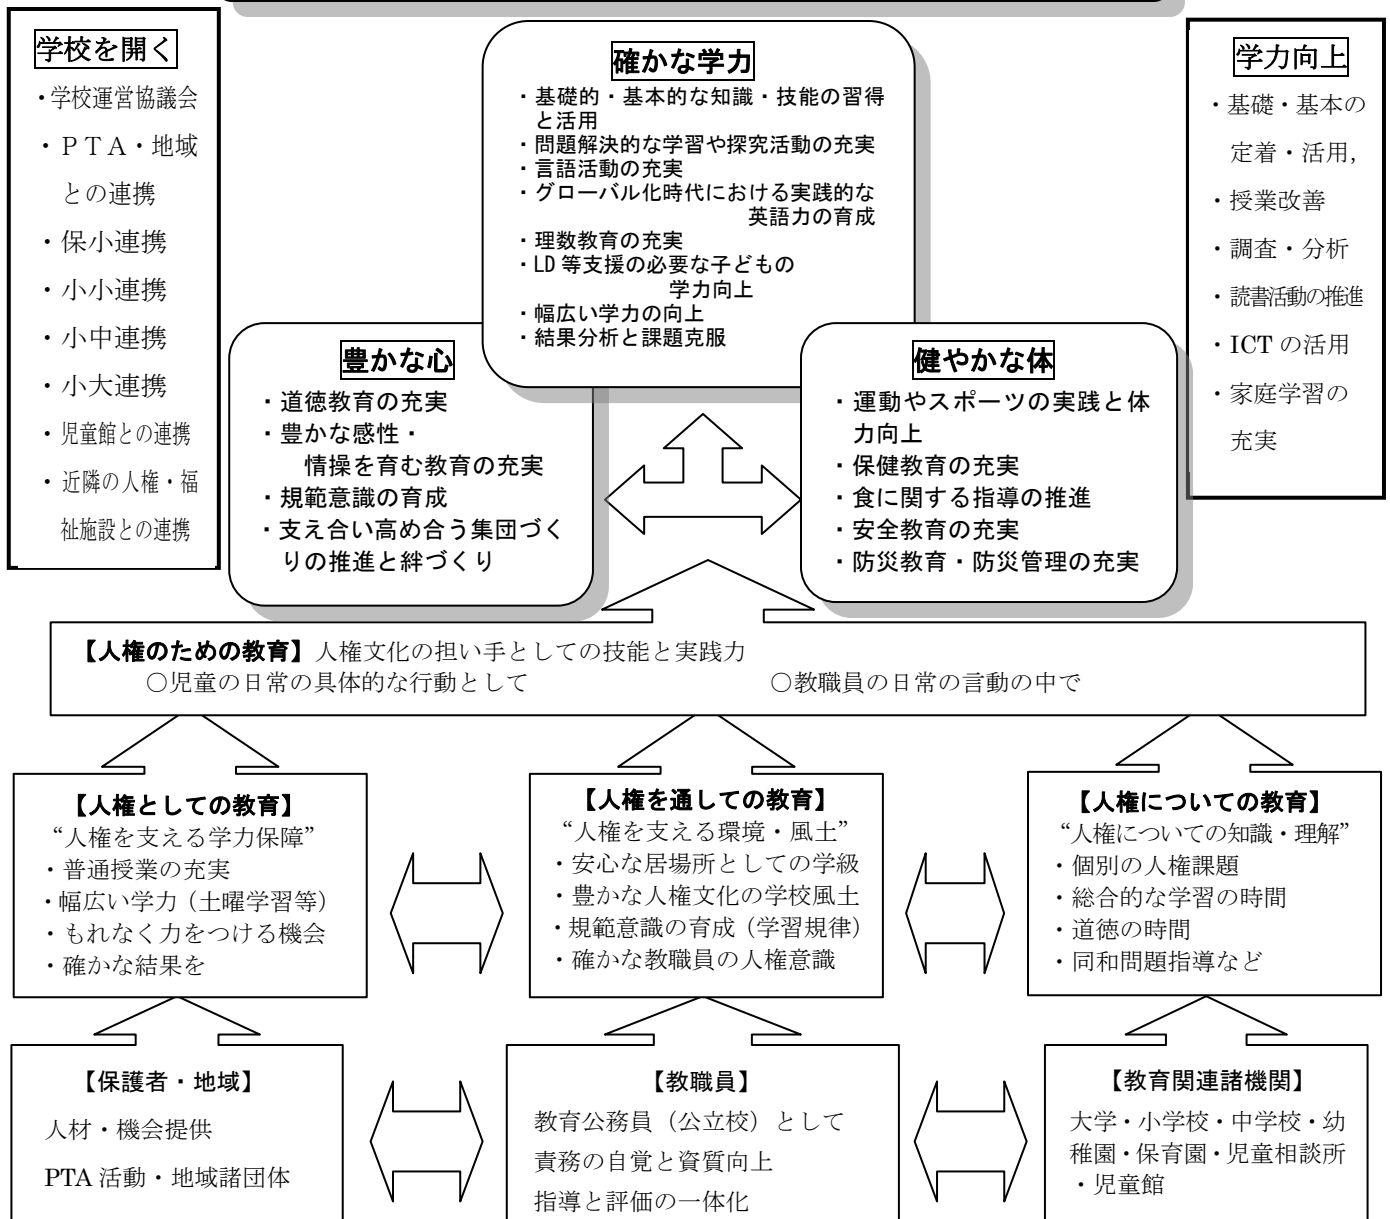 学校を開く
・学校運営協議会
・ＰＴＡ・地域
との連携
・保小連携
・小小連携
・小中連携
・小大連携
・児童館との連携
・近隣の人権・福
祉施設との連携
確かな学力
・基礎的・基本的な知識・技能の習得
と活用
・問題解決的な学習や探究活動の充実
・言語活動の充実
・グローバル化時代における実践的な
英語力の育成
・理数教育の充実
・LD等支援の必要な子どもの
学力向上
・幅広い学力の向上
・結果分析と課題克服
学力向上
・基礎・基本の
定着・活用,
・授業改善
・調査・分析
・読書活動の推進
・ICTの活用
・家庭学習の
充実
豊かな心
・道徳教育の充実
・豊かな感性・
情操を育む教育の充実
・規範意識の育成
・支え合い高め合う集団づく
りの推進と絆づくり
健やかな体
・運動やスポーツの実践と体
力向上
・保健教育の充実
・食に関する指導の推進
・安全教育の充実
・防災教育・防災管理の充実
【人権のための教育】人権文化の担い手としての技能と実践力
○児童の日常の具体的な行動として ○教職員の日常の言動の中で
【人権としての教育】
“人権を支える学力保障”
・普通授業の充実
・幅広い学力（土曜学習等）
・もれなく力をつける機会
・確かな結果を
【人権を通しての教育】
“人権を支える環境・風土”
・安心な居場所としての学級
・豊かな人権文化の学校風土
・規範意識の育成（学習規律）
・確かな教職員の人権意識
【人権についての教育】
“人権についての知識・理解”
・個別の人権課題
・総合的な学習の時間
・道徳の時間
・同和問題指導など
【保護者・地域】
人材・機会提供
PTA活動・地域諸団体
【教職員】
教育公務員（公立校）として
責務の自覚と資質向上
指導と評価の一体化
【教育関連諸機関】
大学・小学校・中学校・幼
稚園・保育園・児童相談所
・児童館